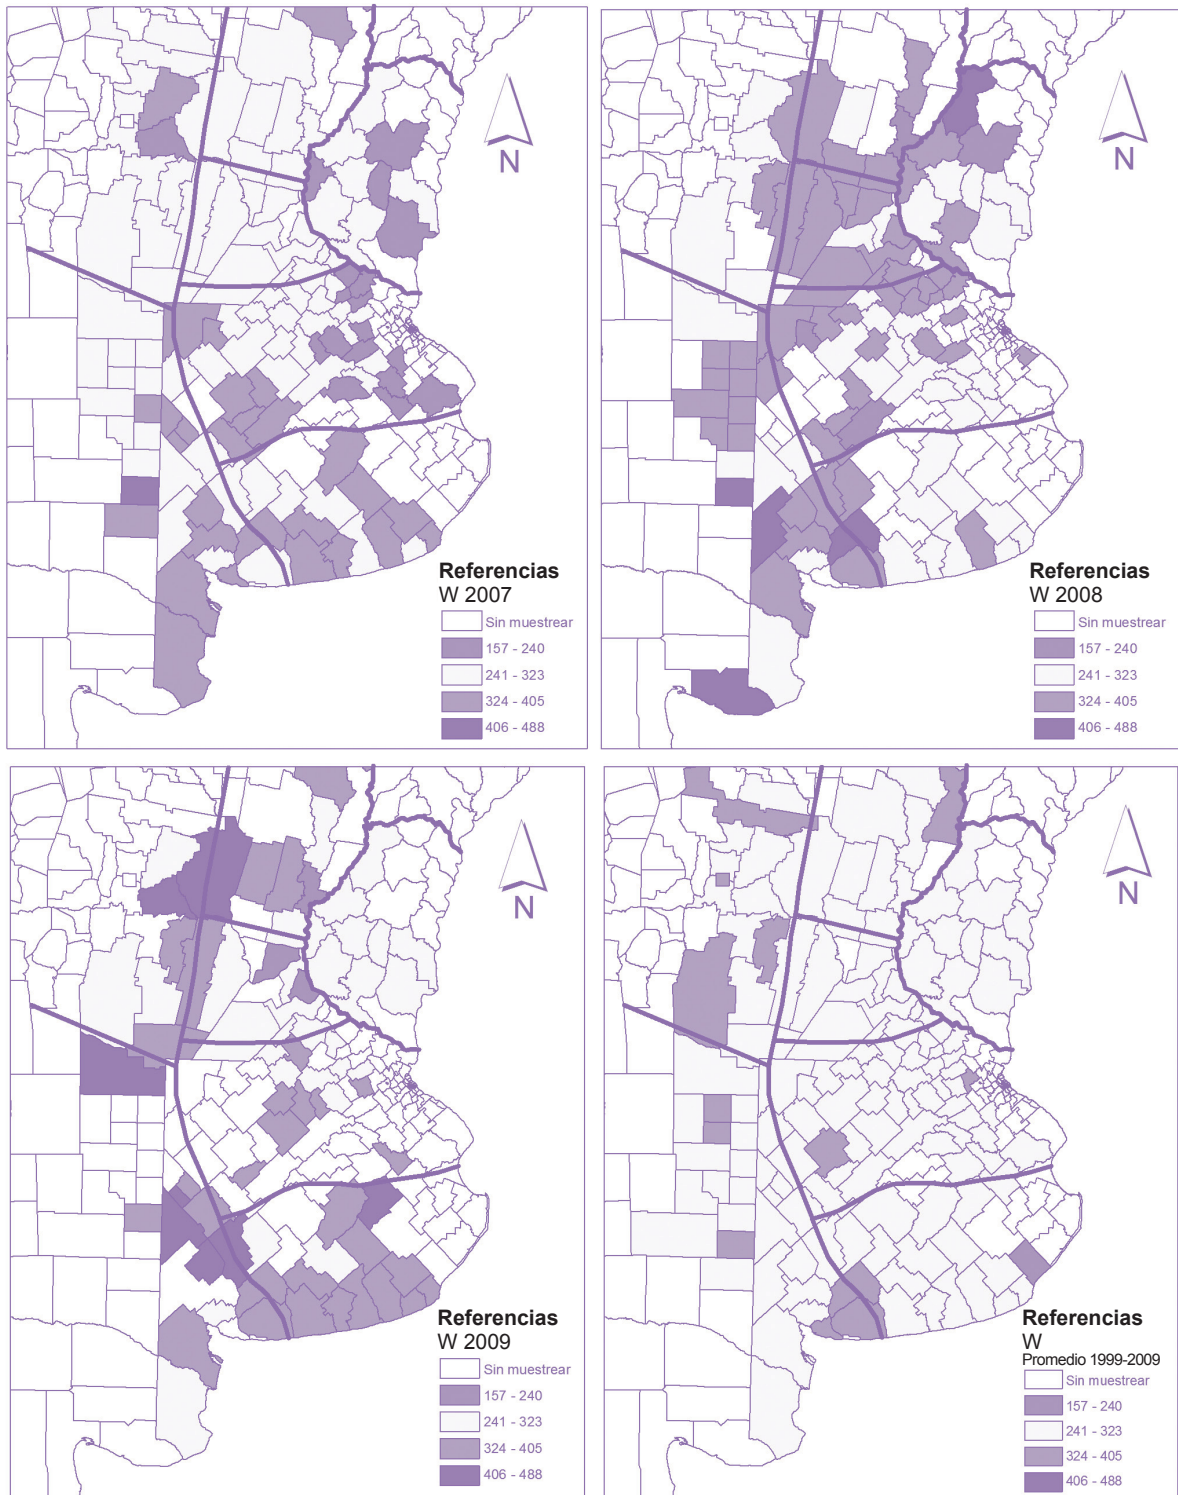 N
Referencias
W 2007
Sin muestrear
157 - 240
241 - 323
324 - 405
406 - 488
N
Referencias
W 2008
Sin muestrear
157 - 240
241 - 323
324 - 405
406 - 488
N
Referencias
W 2009
Sin muestrear
157 - 240
241 - 323
324 - 405
406 - 488
N
Referencias
W
Promedio 1999-2009
Sin muestrear
157 - 240
241 - 323
324 - 405
406 - 488